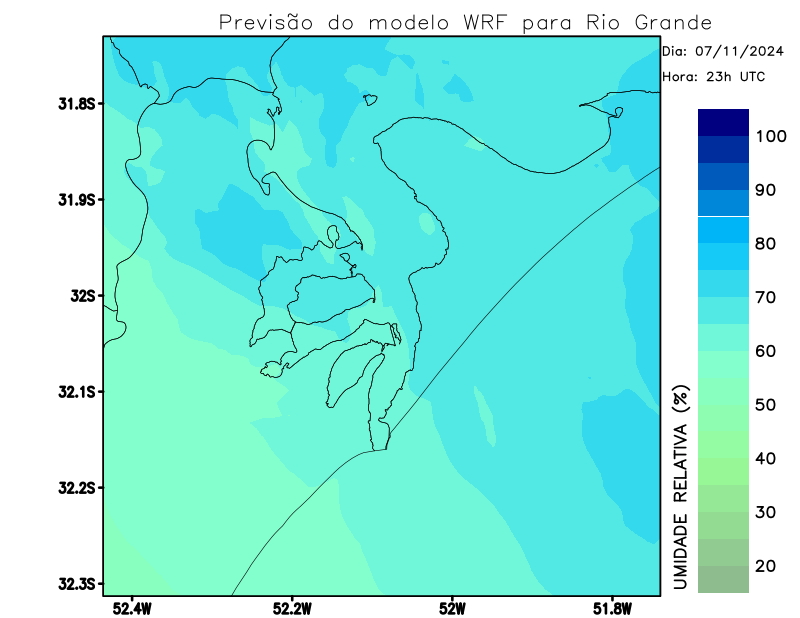 Previsão do modelo WRF para Rio Grande
Dia: 07/11/2024
Hora: 23h UTC
31.8S
31.9S
32S
32.1S
32.2S
32.3S
52.4W
52.2W
52W
51.8W
100
90
80
70
60
50
40
30
20
UMIDADE RELATIVA (%)